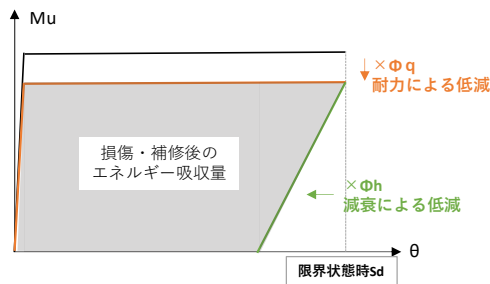 Mu
×Φq
耐力による低減
損傷・補修後の
エネルギー吸収量
×Φh
減衰による低減
θ
限界状態時Sd